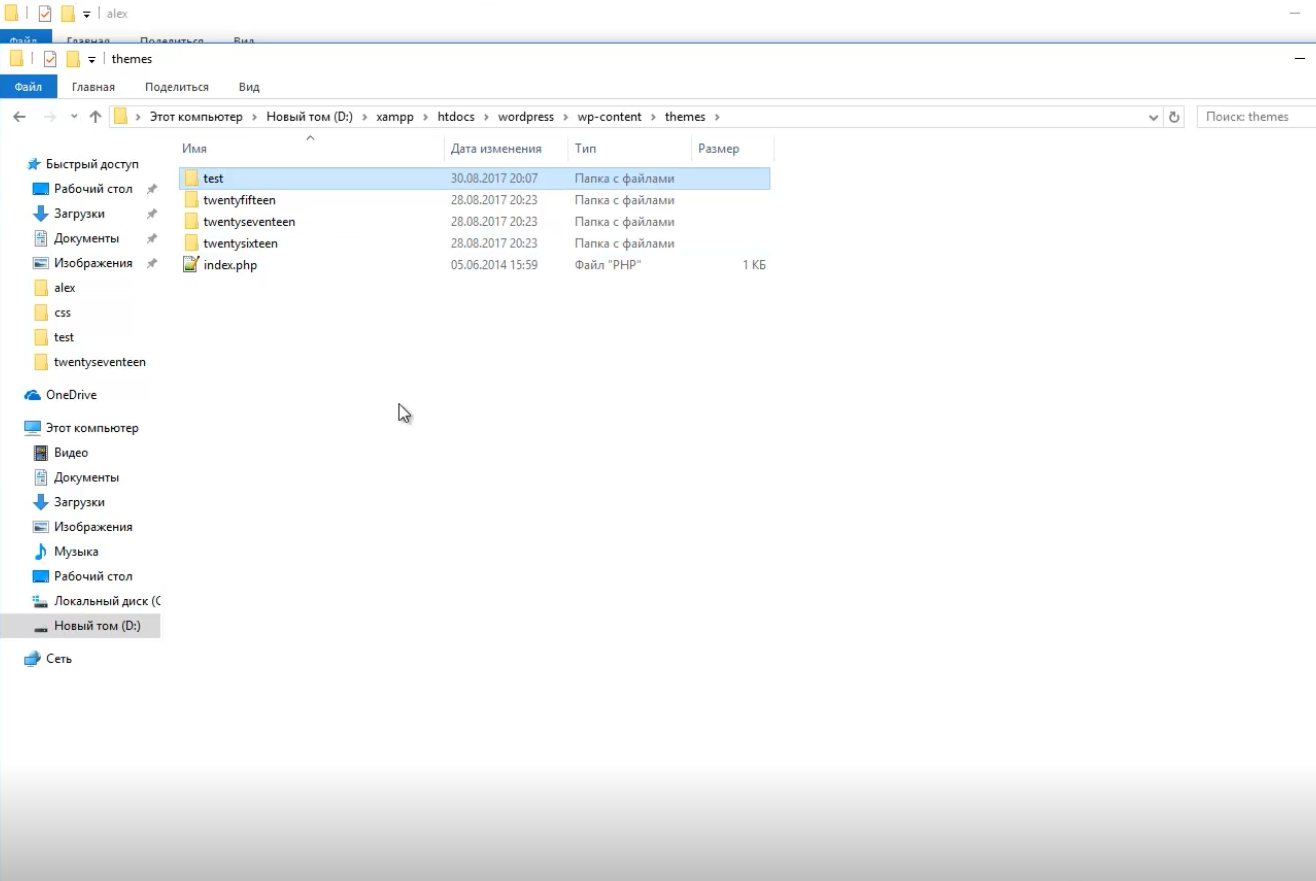 alex
Файл Главная Поделиться Вид
themes
Файл Главная Поделиться Вид
Этот компьютер Новый том (D:) xampp htdocs wordpress wp-content themes
Поиск: themes
Имя Дата изменения Тип Размер
test 30.08.2017 20:07 Папка с файлами
twentyfifteen 28.08.2017 20:23 Папка с файлами
twentyseventeen 28.08.2017 20:23 Папка с файлами
twentysixteen 28.08.2017 20:23 Папка с файлами
index.php 05.06.2014 15:59 Файл "PHP" 1 КБ
Быстрый доступ
Рабочий стол
Загрузки
Документы
Изображения
alex
css
test
twentyseventeen
OneDrive
Этот компьютер
Видео
Документы
Загрузки
Изображения
Музыка
Рабочий стол
Локальный диск (C
Новый том (D:)
Сеть